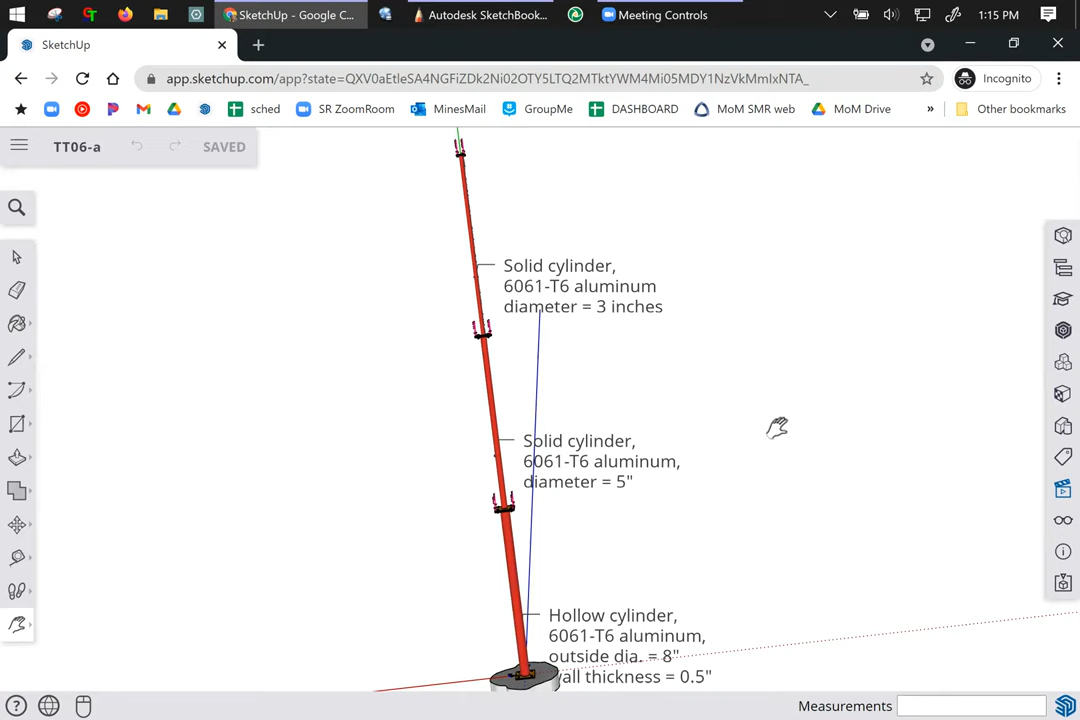 SketchUp - Google C...
Autodesk SketchBook...
Meeting Controls
1:15 PM
SketchUp
app.sketchup.com/app?state=QXV0aEtleSA4NGFiZDk2Ni02OTY5LTQ2MTktYWM4Mi05MDY1NzVkMmIxNTA_
Incognito
sched
SR ZoomRoom
MinesMail
GroupMe
DASHBOARD
MoM SMR web
MoM Drive
»
Other bookmarks
TT06-a
SAVED
Solid cylinder,
6061-T6 aluminum
diameter = 3 inches
Solid cylinder,
6061-T6 aluminum,
diameter = 5"
Hollow cylinder,
6061-T6 aluminum,
outside dia. = 8"
wall thickness = 0.5"
Measurements